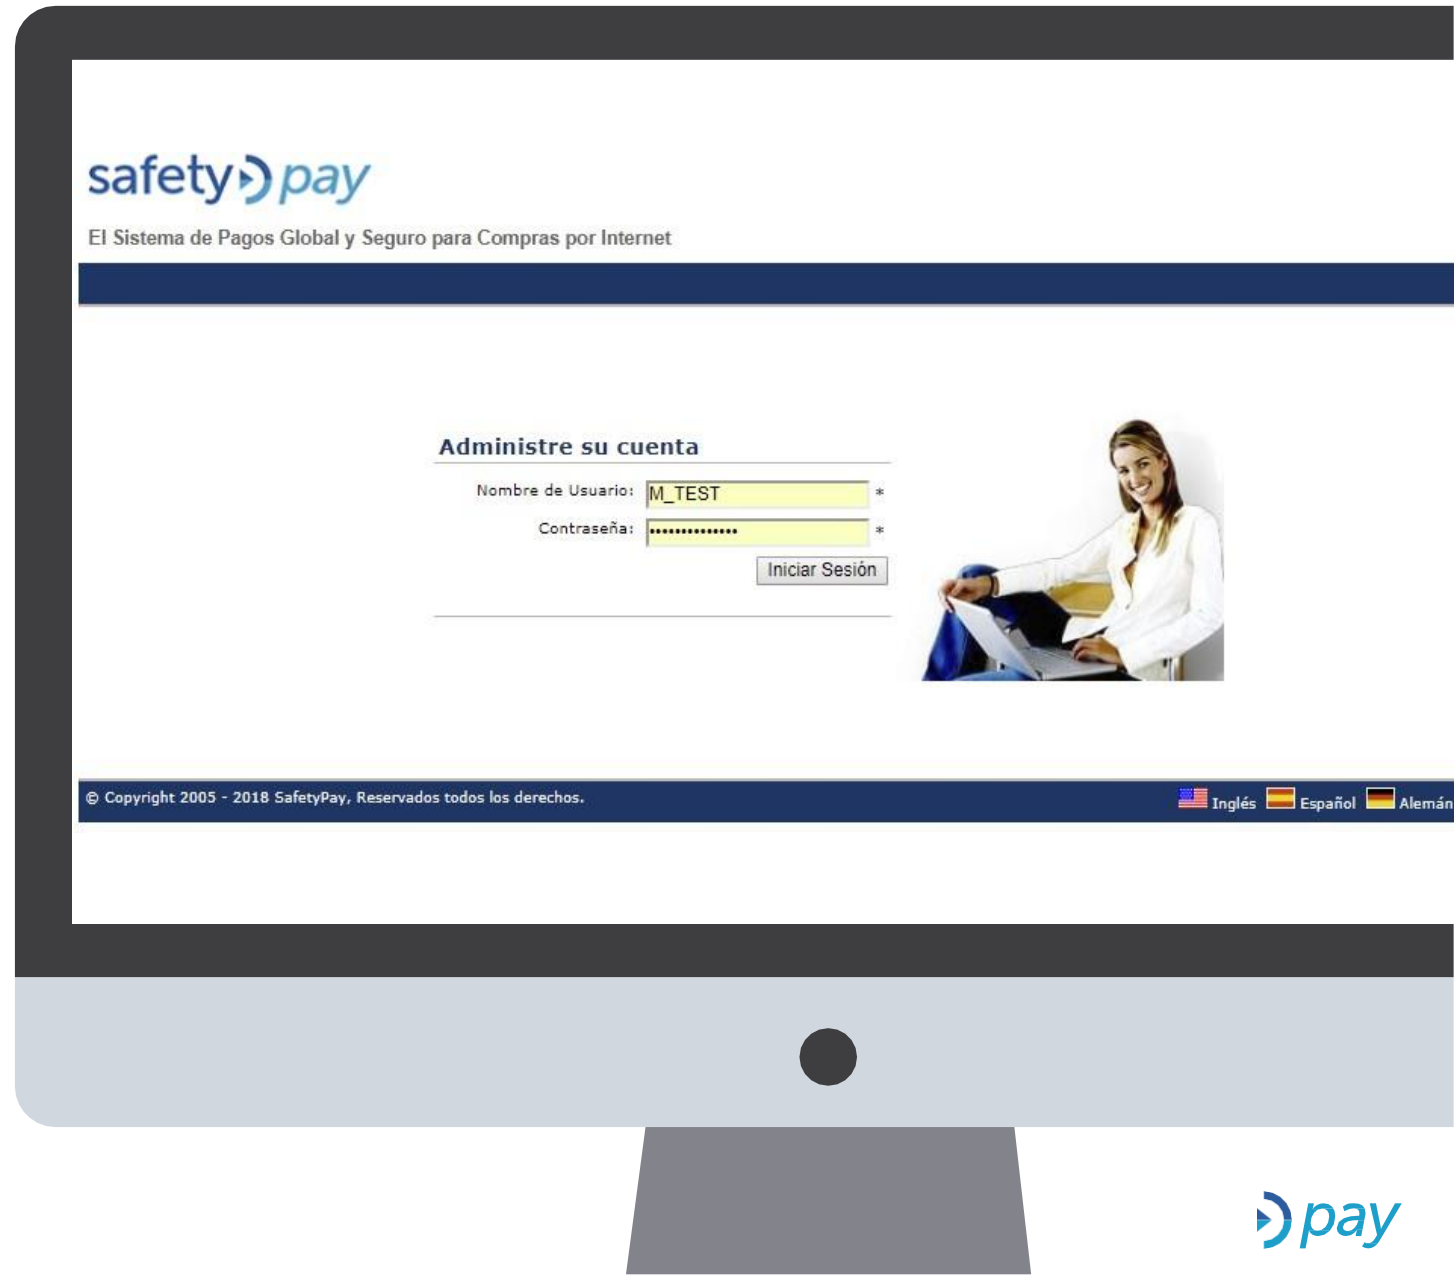 safety pay
El Sistema de Pagos Global y Seguro para Compras por Internet
Administre su cuenta
Nombre de Usuario: M_TEST *
Contraseña: •••••••••••••• *
Iniciar Sesión
© Copyright 2005 - 2018 SafetyPay, Reservados todos los derechos.
Inglés Español Alemán
pay